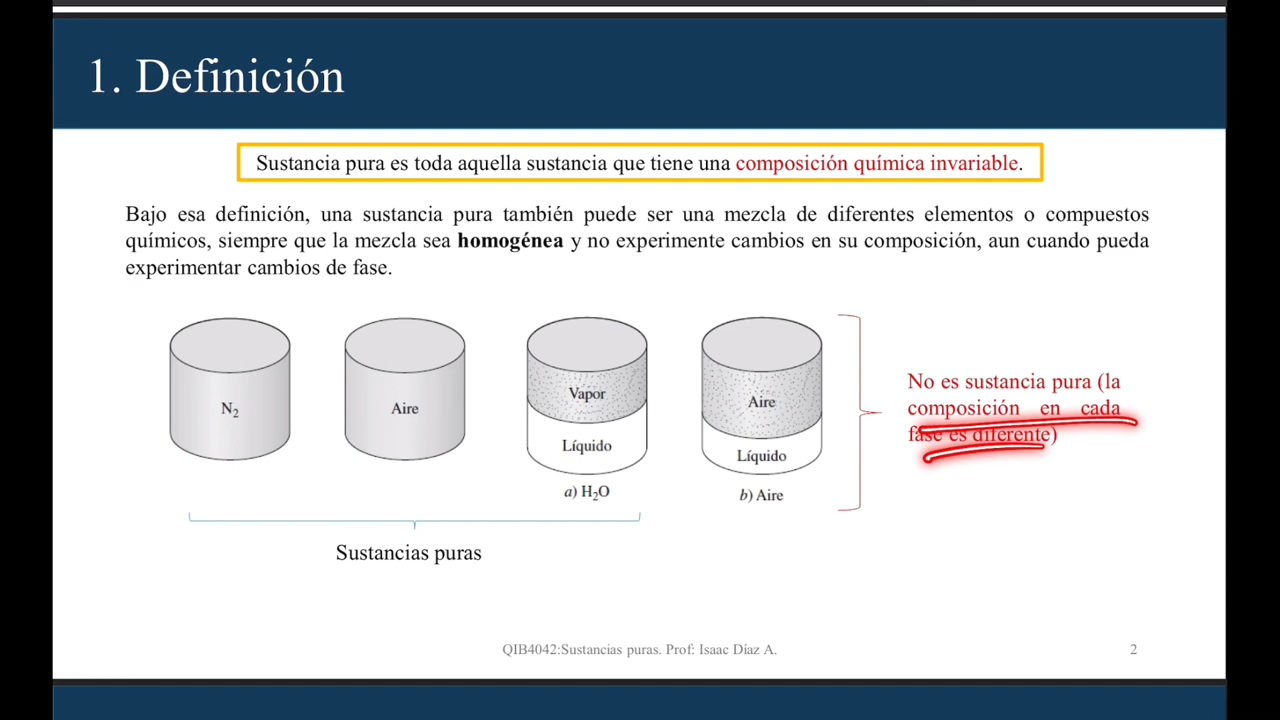 1. Definición
Sustancia pura es toda aquella sustancia que tiene una composición química invariable.
Bajo esa definición, una sustancia pura también puede ser una mezcla de diferentes elementos o compuestos
químicos, siempre que la mezcla sea homogénea y no experimente cambios en su composición, aun cuando pueda
experimentar cambios de fase.
N₂
Aire
Vapor
Líquido
a) H₂O
Aire
Líquido
b) Aire
No es sustancia pura (la
composición en cada
fase es diferente)
Sustancias puras
QIB4042:Sustancias puras. Prof: Isaac Díaz A.
2